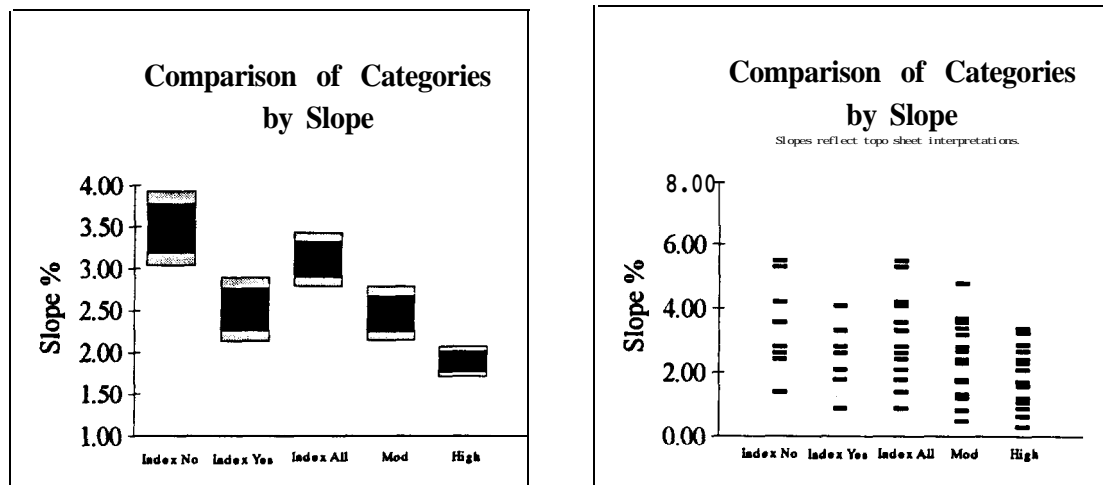 Comparison of Categories
by Slope
4.00
3.50
3.00
2.50
2.00
1.50
1.00
Slope %
Index No Index Yes Index All Mod High
Comparison of Categories
by Slope
Slopes reflect topo sheet interpretations.
8.00
6.00
4.00
2.00
0.00
Slope %
Index No Index Yes Index All Mod High